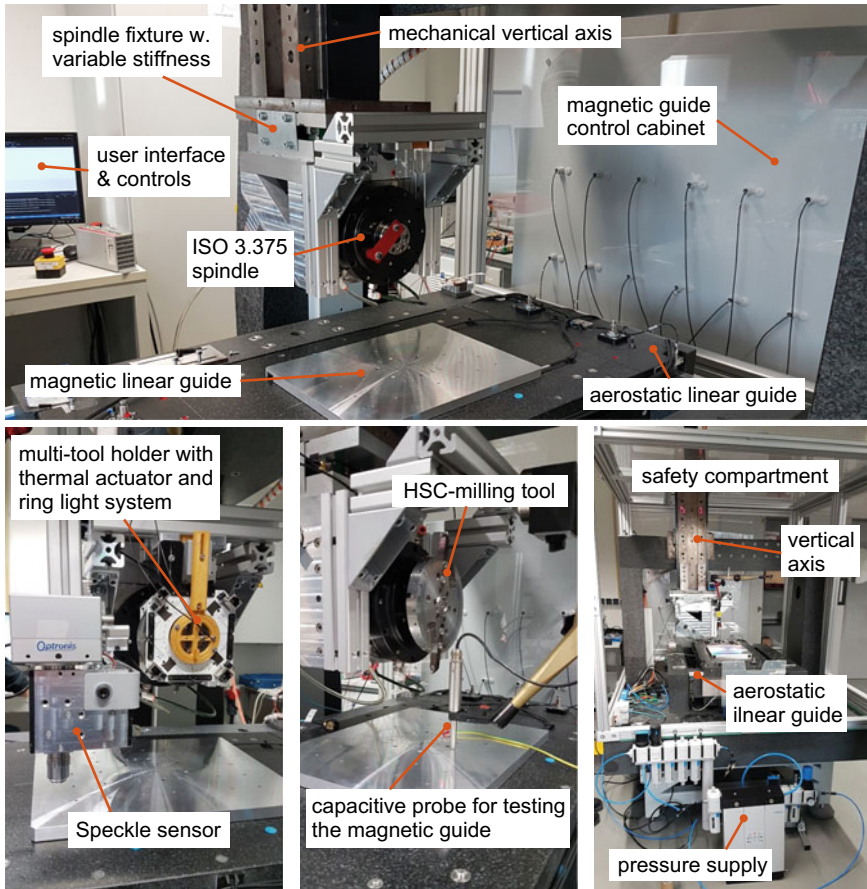 spindle fixture w.
variable stiffness
mechanical vertical axis
magnetic guide
control cabinet
user interface
& controls
ISO 3.375
spindle
magnetic linear guide
aerostatic linear guide
multi-tool holder with
thermal actuator and
ring light system
Optronis
Speckle sensor
HSC-milling tool
capacitive probe for testing
the magnetic guide
safety compartment
vertical
axis
aerostatic
ilnear guide
pressure supply